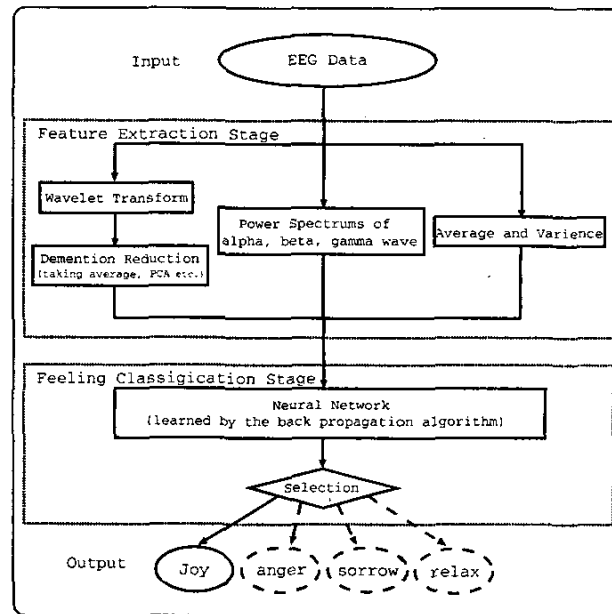 Input
EEG Data
Feature Extraction Stage
Wavelet Transform
Demention Reduction
(taking average, PCA etc.)
Power Spectrums of
alpha, beta, gamma wave
Average and Varience
Feeling Classigication Stage
Neural Network
(learned by the back propagation algorithm)
Selection
Output
Joy
anger
sorrow
relax